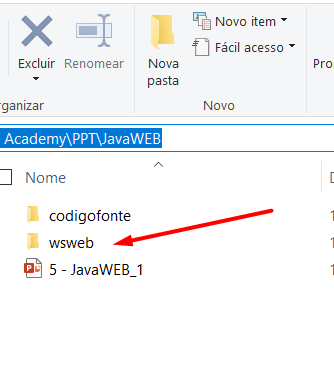 Excluir
Renomear
Nova
pasta
Novo item
Fácil acesso
Pro
rganizar
Novo
Academy\PPT\JavaWEB
Nome
codigofonte
wsweb
5 - JavaWEB_1